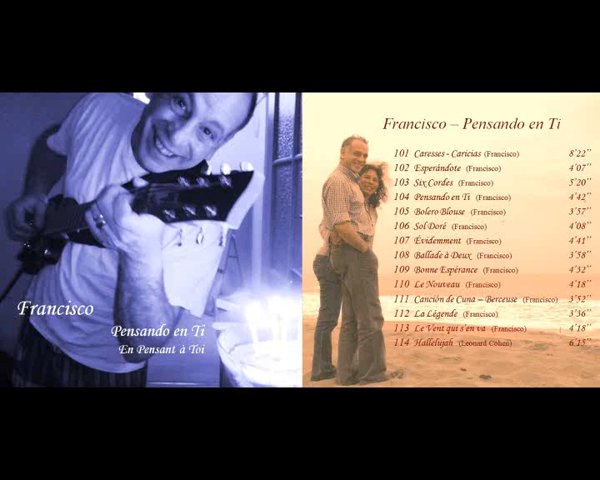 Francisco
Pensando en Ti
En Pensant à Toi
Francisco – Pensando en Ti
101 Caresses - Caricias (Francisco) 8'22''
102 Esperándote (Francisco) 4'07''
103 Six Cordes (Francisco) 5'20''
104 Pensando en Ti (Francisco) 4'42''
105 Bolero Blouse (Francisco) 3'57''
106 Sol Doré (Francisco) 4'08''
107 Évidemment (Francisco) 4'41''
108 Ballade à Deux (Francisco) 3'58''
109 Bonne Espérance (Francisco) 4'32''
110 Le Nouveau (Francisco) 4'18''
111 Canción de Cuna – Berceuse (Francisco) 3'52''
112 La Légende (Francisco) 3'36''
113 Le Vent qui s'en va (Francisco) 4'18''
114 Hallelujah (Leonard Cohen) 6'15''